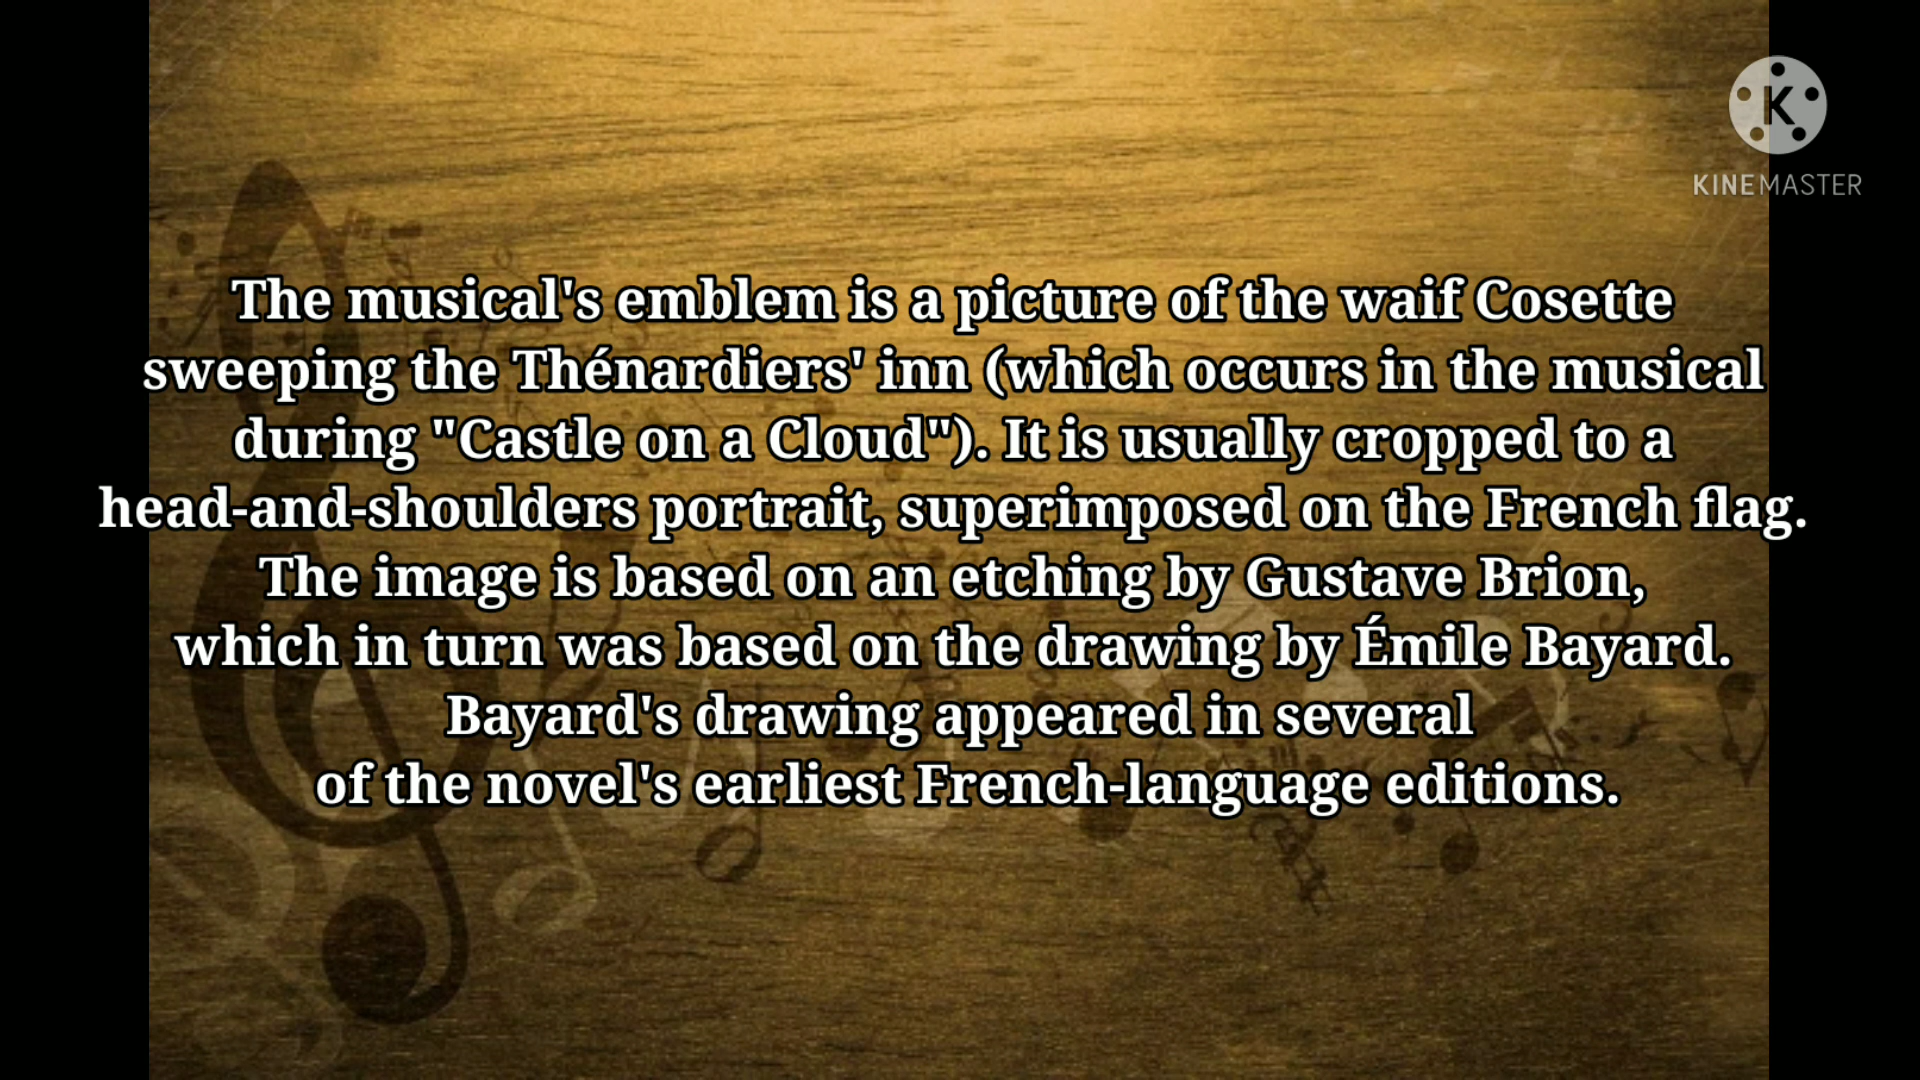 K
KINEMASTER
The musical's emblem is a picture of the waif Cosette
sweeping the Thénardiers' inn (which occurs in the musical
during "Castle on a Cloud"). It is usually cropped to a
head-and-shoulders portrait, superimposed on the French flag.
The image is based on an etching by Gustave Brion,
which in turn was based on the drawing by Émile Bayard.
Bayard's drawing appeared in several
of the novel's earliest French-language editions.